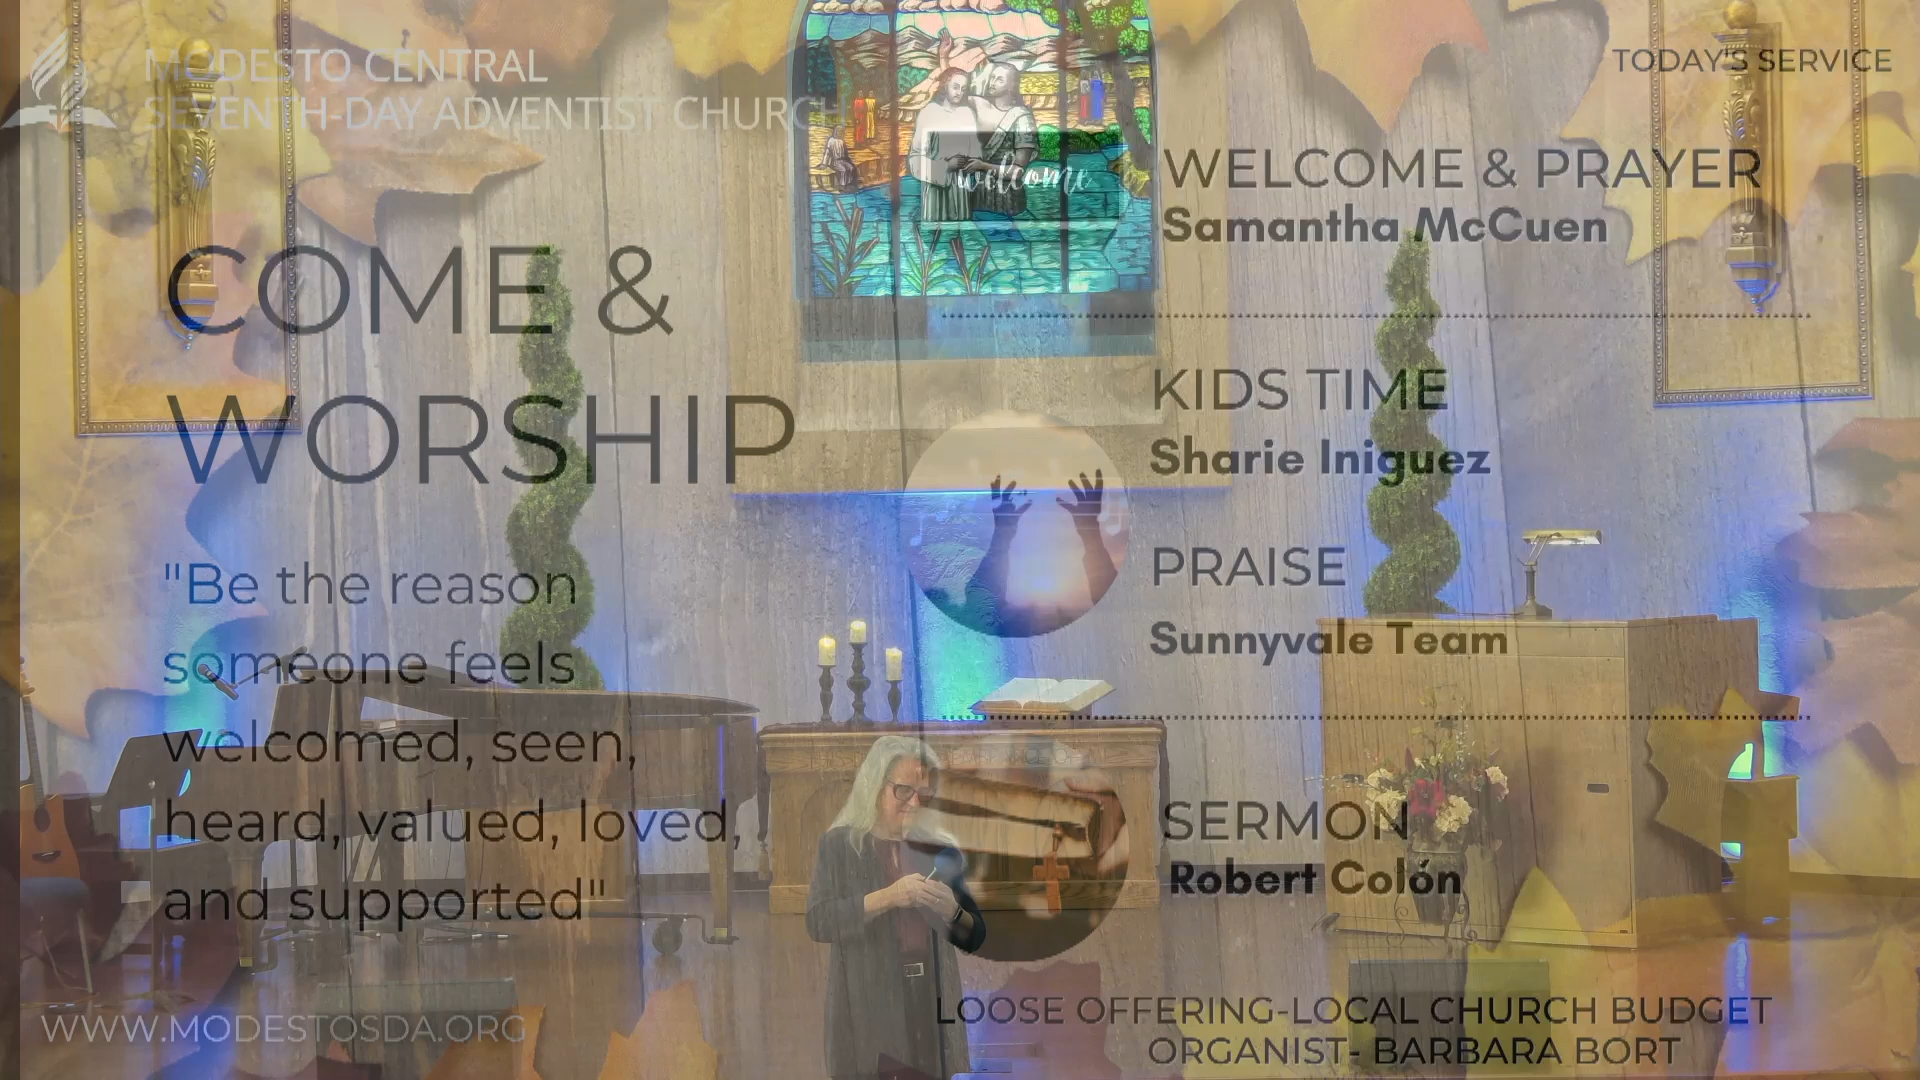 MODESTO CENTRAL
SEVENTH-DAY ADVENTIST CHURCH
TODAY'S SERVICE
COME &
WORSHIP
"Be the reason
someone feels
welcomed, seen,
heard, valued, loved,
and supported"
WWW.MODESTOSDA.ORG
welcome
WELCOME & PRAYER
Samantha McCuen
KIDS TIME
Sharie Iniguez
PRAISE
Sunnyvale Team
SERMON
Robert Colón
LOOSE OFFERING-LOCAL CHURCH BUDGET
ORGANIST- BARBARA BORT